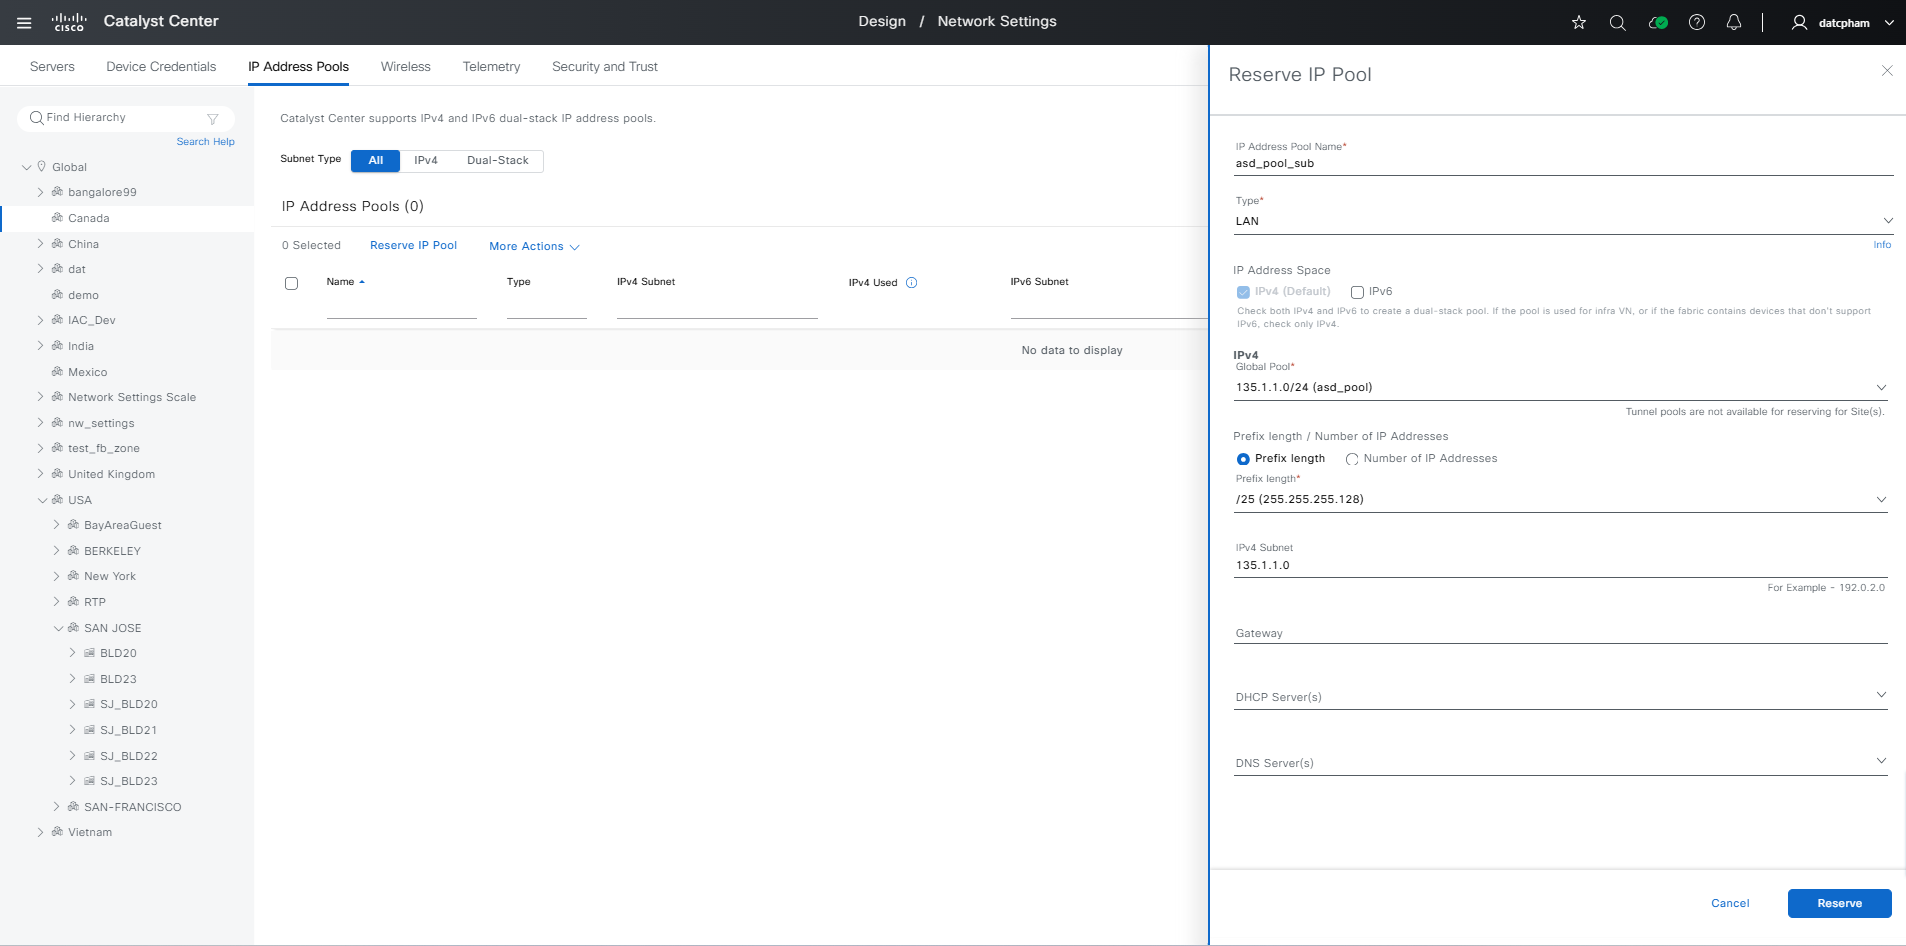 CISCO
Catalyst Center
Design / Network Settings
datcpham
Servers
Device Credentials
IP Address Pools
Wireless
Telemetry
Security and Trust
Find Hierarchy
Search Help
Global
bangalore99
Canada
China
dat
demo
IAC_Dev
India
Mexico
Network Settings Scale
nw_settings
test_fb_zone
United Kingdom
USA
BayAreaGuest
BERKELEY
New York
RTP
SAN JOSE
BLD20
BLD23
SJ_BLD20
SJ_BLD21
SJ_BLD22
SJ_BLD23
SAN-FRANCISCO
Vietnam
Catalyst Center supports IPv4 and IPv6 dual-stack IP address pools.
Subnet Type All IPv4 Dual-Stack
IP Address Pools (0)
0 Selected Reserve IP Pool More Actions
Name Type IPv4 Subnet IPv4 Used IPv6 Subnet
No data to display
Reserve IP Pool
IP Address Pool Name*
asd_pool_sub
Type*
LAN
Info
IP Address Space
IPv4 (Default) IPv6
Check both IPv4 and IPv6 to create a dual-stack pool. If the pool is used for infra VN, or if the fabric contains devices that don't support
IPv6, check only IPv4.
IPv4
Global Pool*
135.1.1.0/24 (asd_pool)
Tunnel pools are not available for reserving for Site(s).
Prefix length / Number of IP Addresses
Prefix length Number of IP Addresses
Prefix length*
/25 (255.255.255.128)
IPv4 Subnet
135.1.1.0
For Example - 192.0.2.0
Gateway
DHCP Server(s)
DNS Server(s)
Cancel Reserve